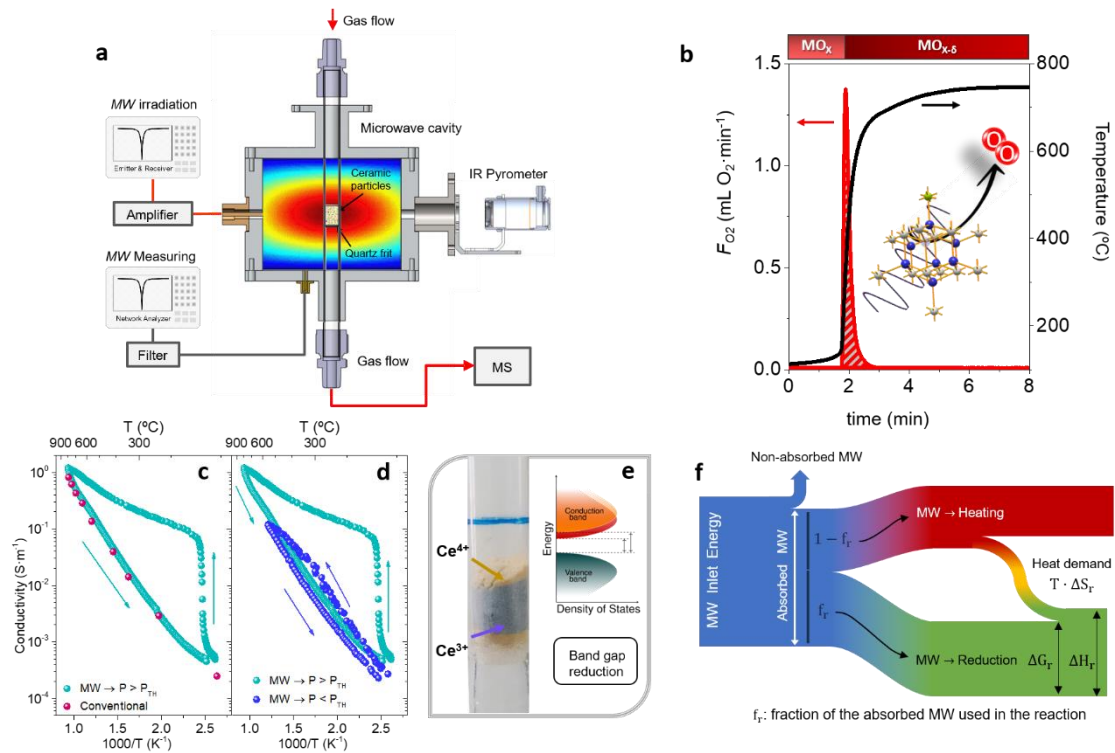 a
Gas flow
MW irradiation
Emitter & Receiver
Amplifier
MW Measuring
Network Analyzer
Filter
Microwave cavity
Ceramic particles
IR Pyrometer
Quartz frit
Gas flow
MS
b
MOₓ
MOₓ₋δ
1.5
1.0
0.5
0.0
F_O2 (mL O₂·min⁻¹)
800
600
400
200
Temperature (ºC)
O
O
0 2 4 6 8
time (min)
T (ºC)
900 600 300
c
10⁰
10⁻¹
10⁻²
10⁻³
10⁻⁴
Conductivity (S·m⁻¹)
MW → P > P_TH
Conventional
1.0 1.5 2.0 2.5
1000/T (K⁻¹)
T (ºC)
900 600 300
d
MW → P > P_TH
MW → P < P_TH
1.0 1.5 2.0 2.5
1000/T (K⁻¹)
e
Ce⁴⁺
Ce³⁺
Energy
Conduction band
Valence band
Density of States
Band gap
reduction
f
Non-absorbed MW
MW Inlet Energy
Absorbed MW
1 − fᵣ
fᵣ
MW → Heating
Heat demand
T · ΔSᵣ
MW → Reduction
ΔGᵣ
ΔHᵣ
fᵣ: fraction of the absorbed MW used in the reaction